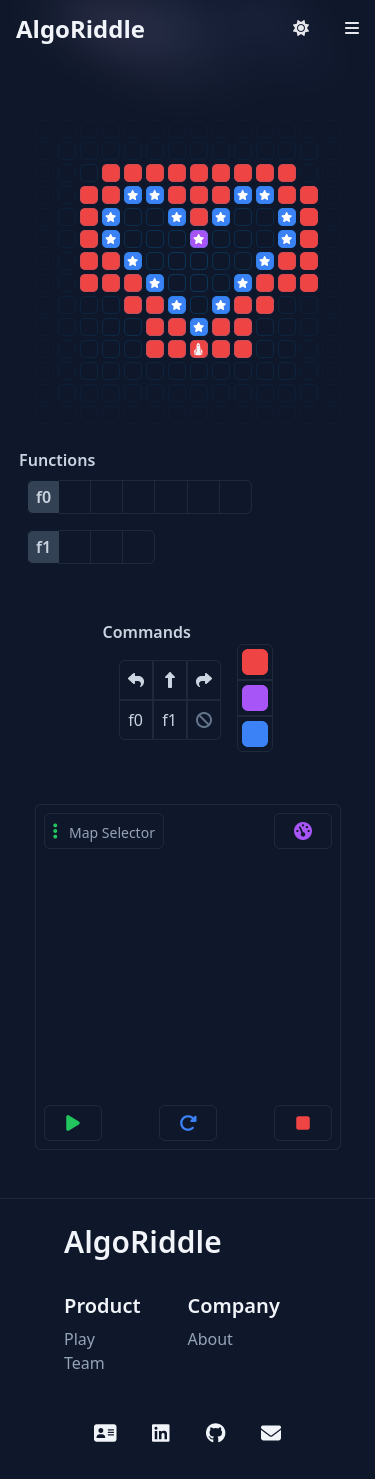 AlgoRiddle
Functions
f0
f1
Commands
f0 f1
Map Selector
AlgoRiddle
Product Company
Play About
Team